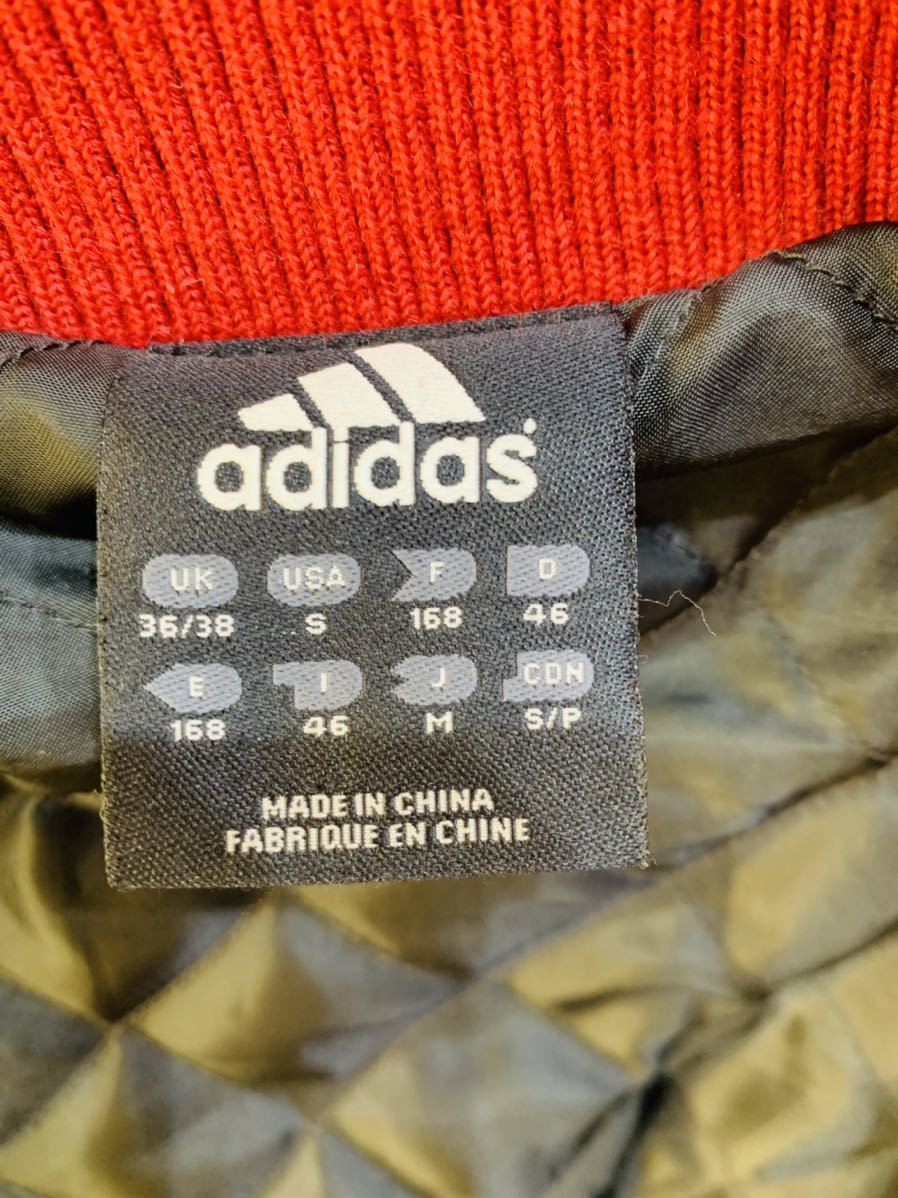 adidas
UK USA F D
36/38 S 168 46
E I J CDN
168 46 M S/P
MADE IN CHINA
FABRIQUE EN CHINE